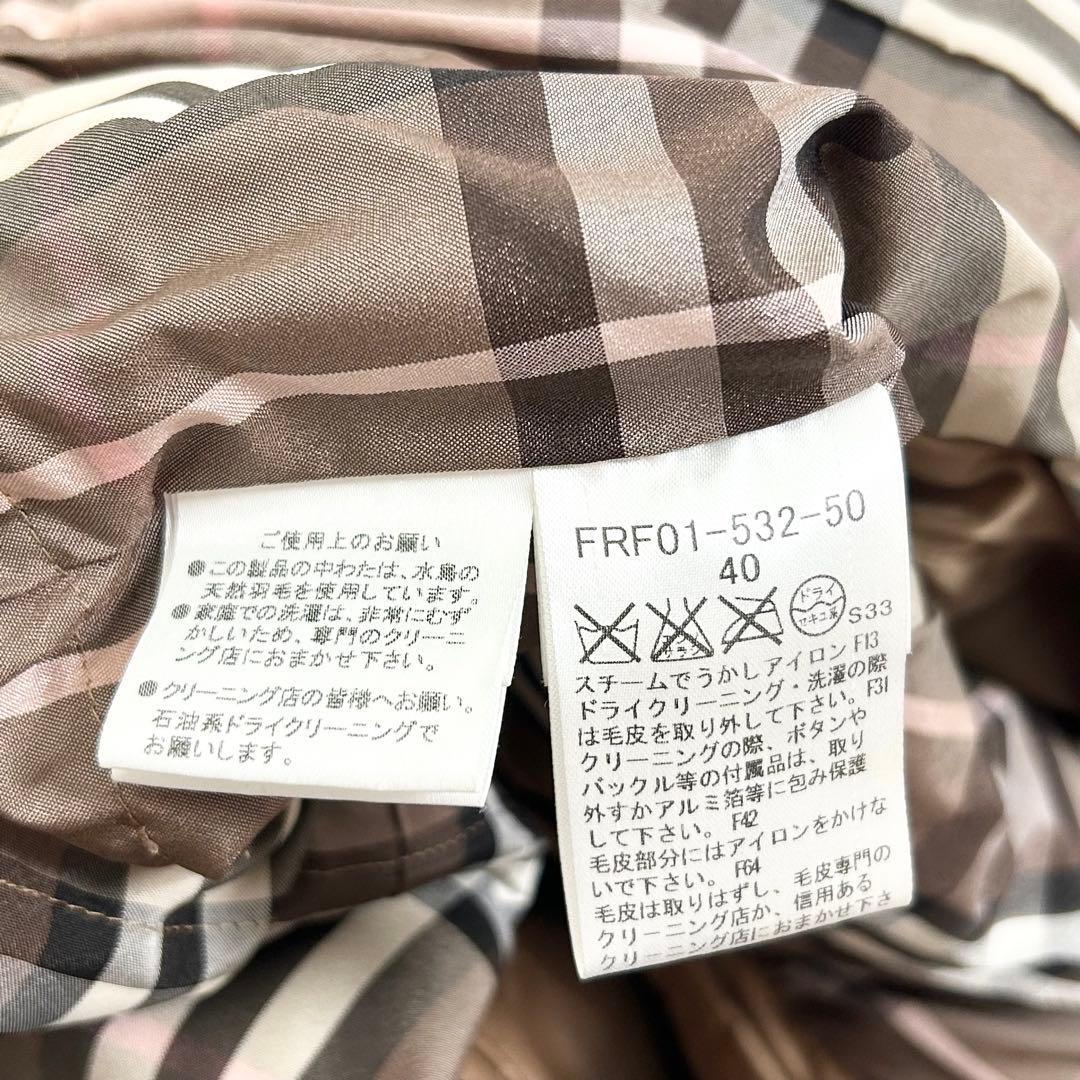 ご使用上のお願い
●この製品の中わたは、水鳥の
天然羽毛を使用しています。
●家庭での洗濯は、非常にむず
かしいため、専門のクリーニ
ング店におまかせ下さい。
●クリーニング店の皆様へお願い。
石油系ドライクリーニングで
お願いします。
FRF01-532-50
40
ドライ
セキユ系
S33
スチームでうかしアイロン F13
ドライクリーニング・洗濯の際
は毛皮を取り外して下さい。 F31
クリーニングの際、ボタンや
バックル等の付属品は、取り
外すかアルミ箔等に包み保護
して下さい。 F42
毛皮部分にはアイロンをかけな
いで下さい。 F64
毛皮は取りはずし、毛皮専門の
クリーニング店か、信用ある
クリーニング店におまかせ下さ